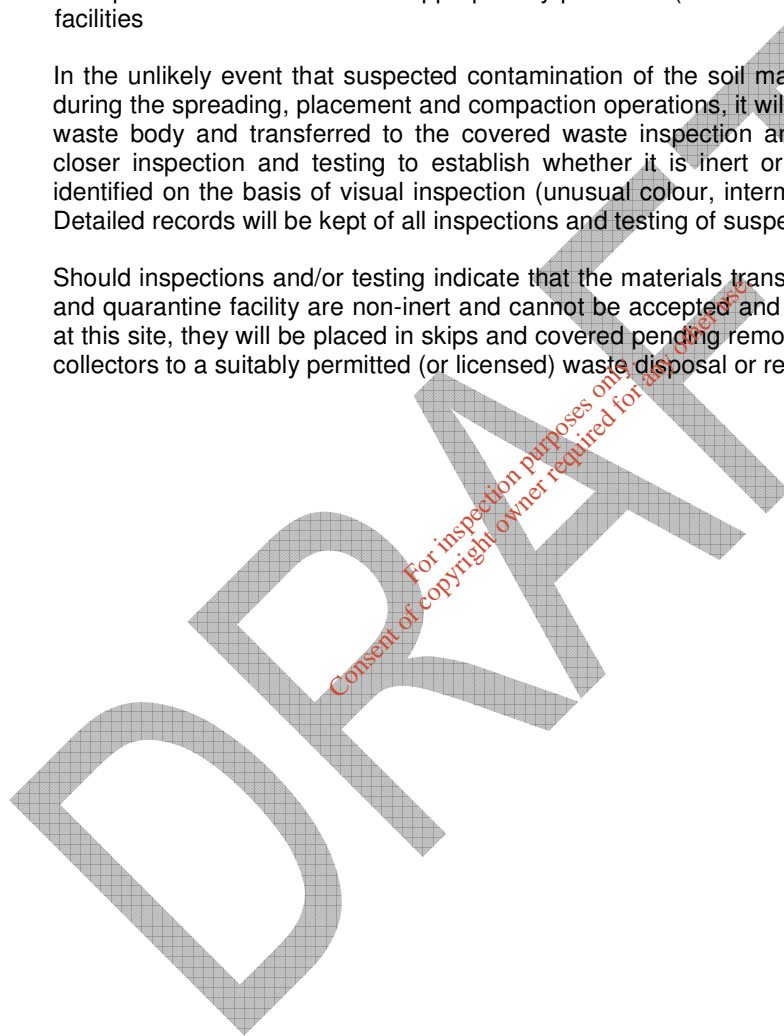 facilities
In the unlikely event that suspected contamination of the soil ma
during the spreading, placement and compaction operations, it wil
waste body and transferred to the covered waste inspection ar
closer inspection and testing to establish whether it is inert or
identified on the basis of visual inspection (unusual colour, intern
Detailed records will be kept of all inspections and testing of suspe
Should inspections and/or testing indicate that the materials trans
and quarantine facility are non-inert and cannot be accepted and
at this site, they will be placed in skips and covered pending remo
collectors to a suitably permitted (or licensed) waste disposal or re
For inspection purposes only.
Consent of copyright owner required for any other use.
DRAFT